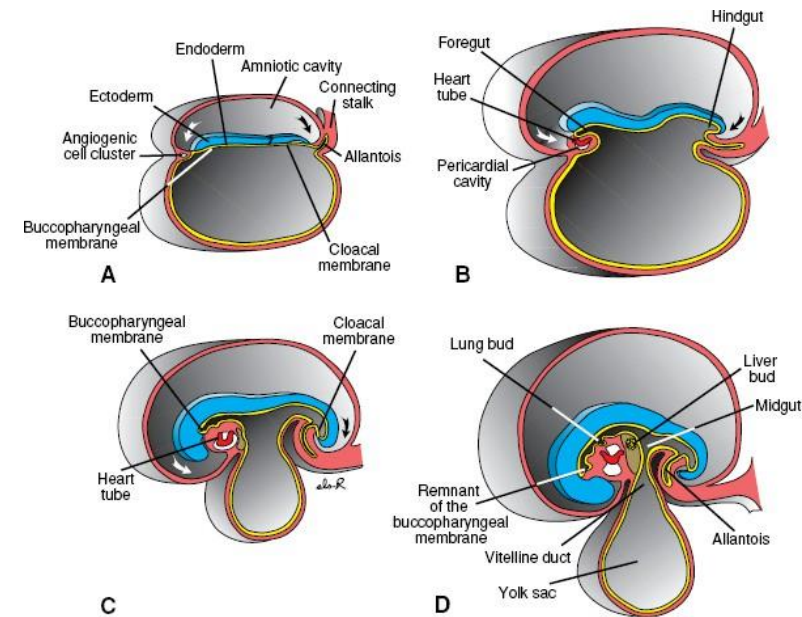 Endoderm
Amniotic cavity
Connecting
stalk
Ectoderm
Angiogenic
cell cluster
Allantois
Buccopharyngeal
membrane
Cloacal
membrane
A
Hindgut
Foregut
Heart
tube
Pericardial
cavity
B
Buccopharyngeal
membrane
Cloacal
membrane
Heart
tube
C
Lung bud
Liver
bud
Midgut
Remnant
of the
buccopharyngeal
membrane
Allantois
Vitelline duct
Yolk sac
D